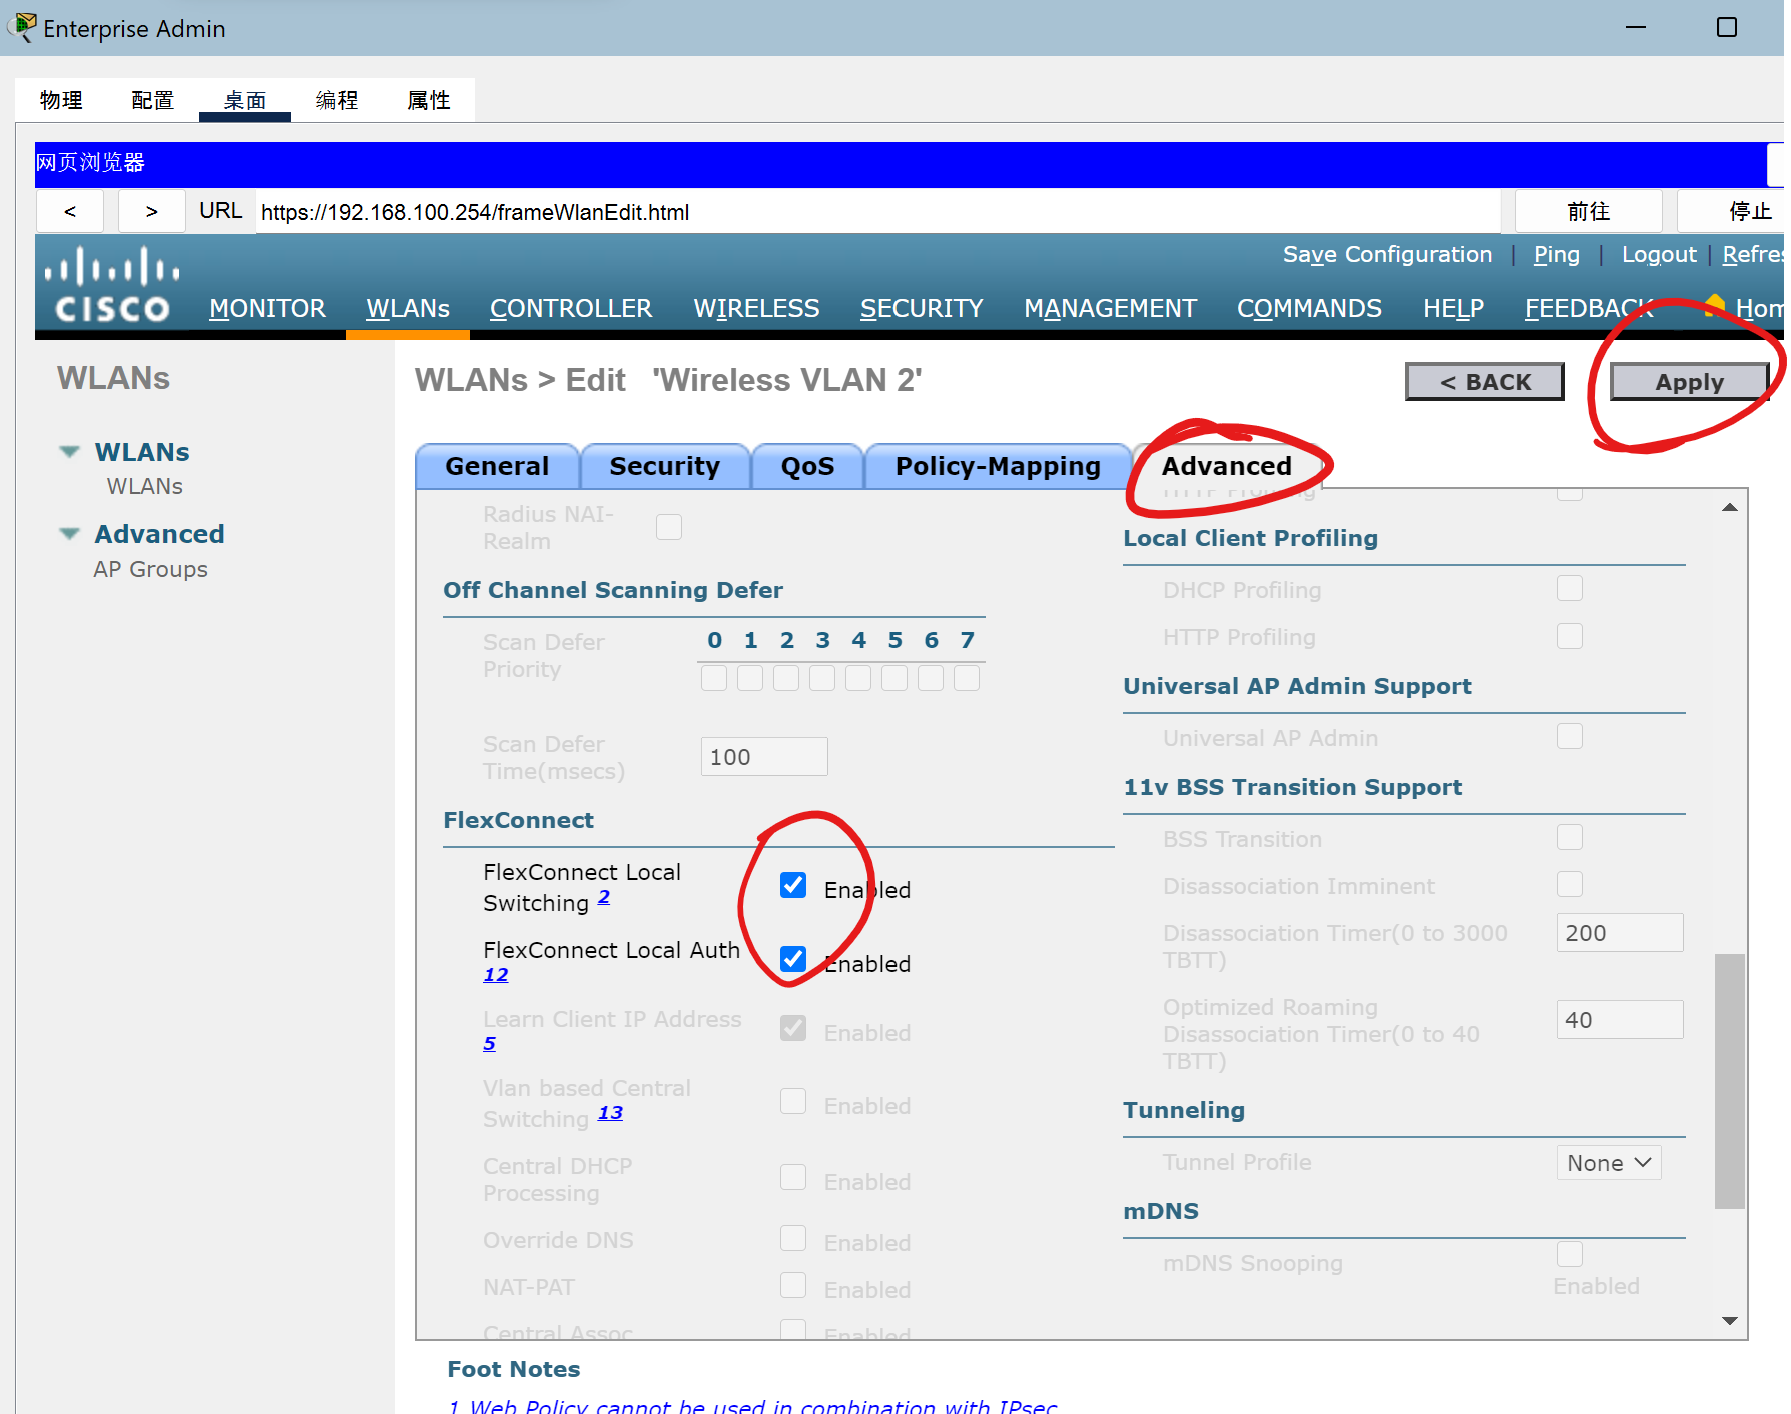 Enterprise Admin
物理 配置 桌面 编程 属性
网页浏览器
< > URL https://192.168.100.254/frameWlanEdit.html 前往 停止
Save Configuration | Ping | Logout | Refres
CISCO
MONITOR WLANs CONTROLLER WIRELESS SECURITY MANAGEMENT COMMANDS HELP FEEDBACK Hom
WLANs
WLANs
WLANs
Advanced
AP Groups
WLANs > Edit 'Wireless VLAN 2'
< BACK Apply
General Security QoS Policy-Mapping Advanced
Radius NAI-
Realm
Off Channel Scanning Defer
Scan Defer
Priority
0 1 2 3 4 5 6 7
Scan Defer
Time(msecs)
100
FlexConnect
FlexConnect Local
Switching 2
Enabled
FlexConnect Local Auth
12
Enabled
Learn Client IP Address
5
Enabled
Vlan based Central
Switching 13
Enabled
Central DHCP
Processing
Enabled
Override DNS Enabled
NAT-PAT Enabled
Central Assoc Enabled
HTTP Profiling
Local Client Profiling
DHCP Profiling
HTTP Profiling
Universal AP Admin Support
Universal AP Admin
11v BSS Transition Support
BSS Transition
Disassociation Imminent
Disassociation Timer(0 to 3000
TBTT)
200
Optimized Roaming
Disassociation Timer(0 to 40
TBTT)
40
Tunneling
Tunnel Profile None
mDNS
mDNS Snooping
Enabled
Foot Notes
1 Web Policy cannot be used in combination with IPsec